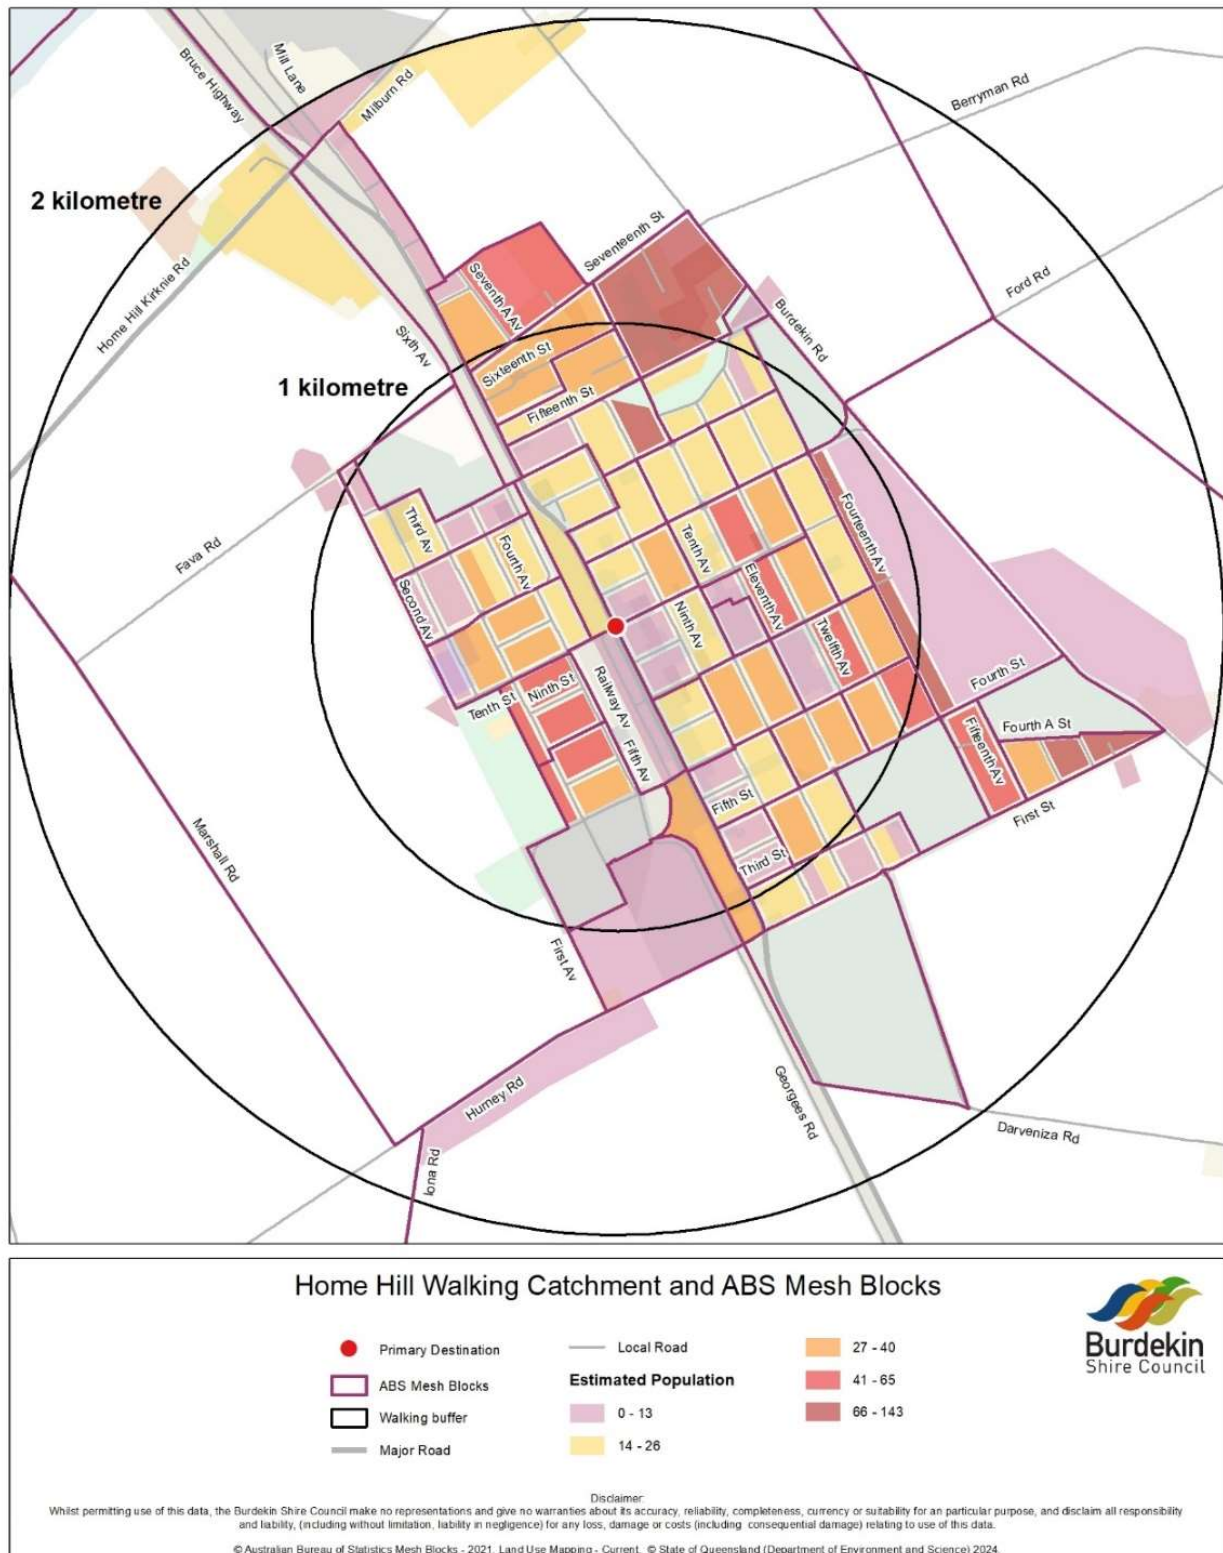 Bruce Highway
Mill Lane
Milburn Rd
Berryman Rd
2 kilometre
Home Hill Kirknie Rd
Seventeenth St
Seventh A Av
Ford Rd
Burdekin Rd
Sixth Av
1 kilometre
Sixteenth St
Fifteenth St
Third Av
Fourth Av
Fava Rd
Second Av
Tenth Av
Fourteenth Av
Eleventh Av
Ninth Av
Twelfth Av
Tenth St
Ninth St
Railway Av
Fifth Av
Fourth St
Fourth A St
Fifteenth Av
First St
Fifth St
Third St
Marshall Rd
First Av
Hurney Rd
Iona Rd
Georgees Rd
Darveniza Rd
Home Hill Walking Catchment and ABS Mesh Blocks
Primary Destination
ABS Mesh Blocks
Walking buffer
Major Road
Local Road
Estimated Population
0 - 13
14 - 26
27 - 40
41 - 65
66 - 143
Burdekin
Shire Council
Disclaimer:
Whilst permitting use of this data, the Burdekin Shire Council make no representations and give no warranties about its accuracy, reliability, completeness, currency or suitability for an particular purpose, and disclaim all responsibility
and liability, (including without limitation, liability in negligence) for any loss, damage or costs (including consequential damage) relating to use of this data.
© Australian Bureau of Statistics Mesh Blocks - 2021, Land Use Mapping - Current, © State of Queensland (Department of Environment and Science) 2024.